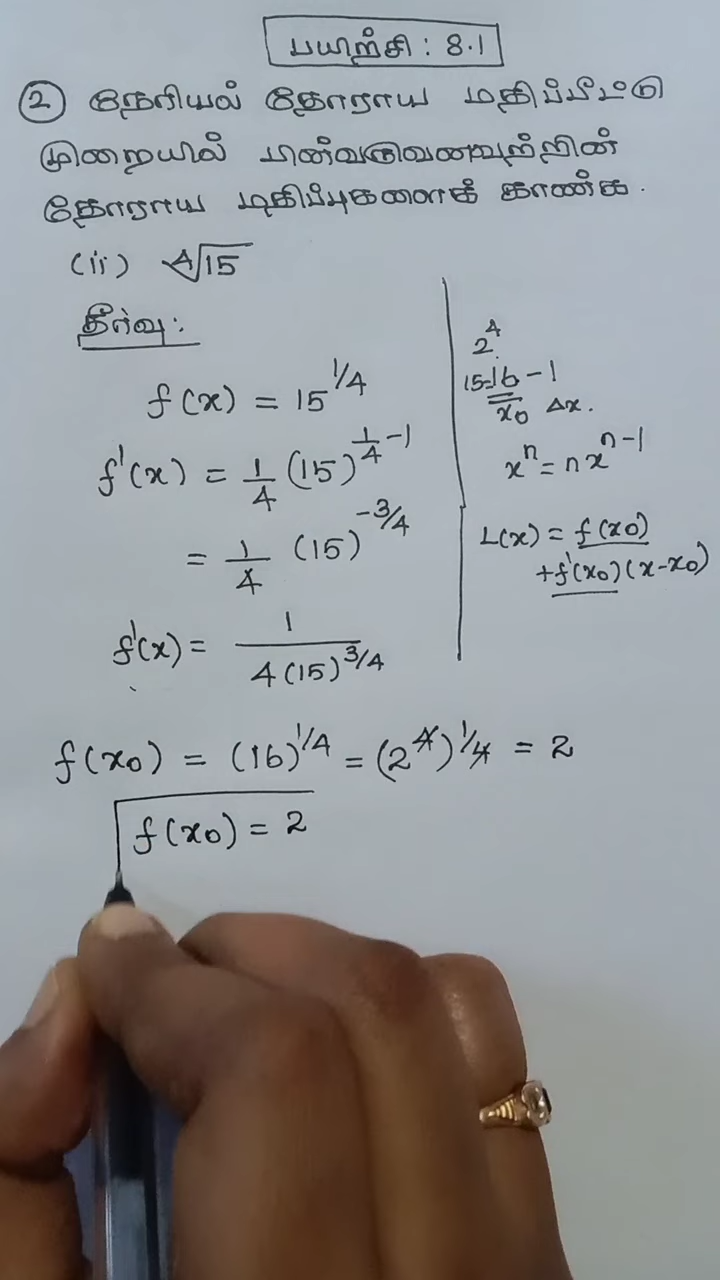 பயிற்சி : 8.1
② நேரியல் தோராய மதிப்பீட்டு
முறையில் பின்வருவனவற்றின்
தோராய மதிப்புகளைக் காண்க.
(ii) ∜15
தீர்வு:
f(x) = 15^1/4
f'(x) = 1/4 (15)^1/4 -1
= 1/4 (15)^-3/4
f'(x) = 1/4(15)^3/4
2^4
15=16-1
x₀ Δx.
x^n = nx^n-1
L(x) = f(x₀)
+f'(x₀)(x-x₀)
f(x₀) = (16)^1/4 = (2^4)^1/4 = 2
f(x₀) = 2